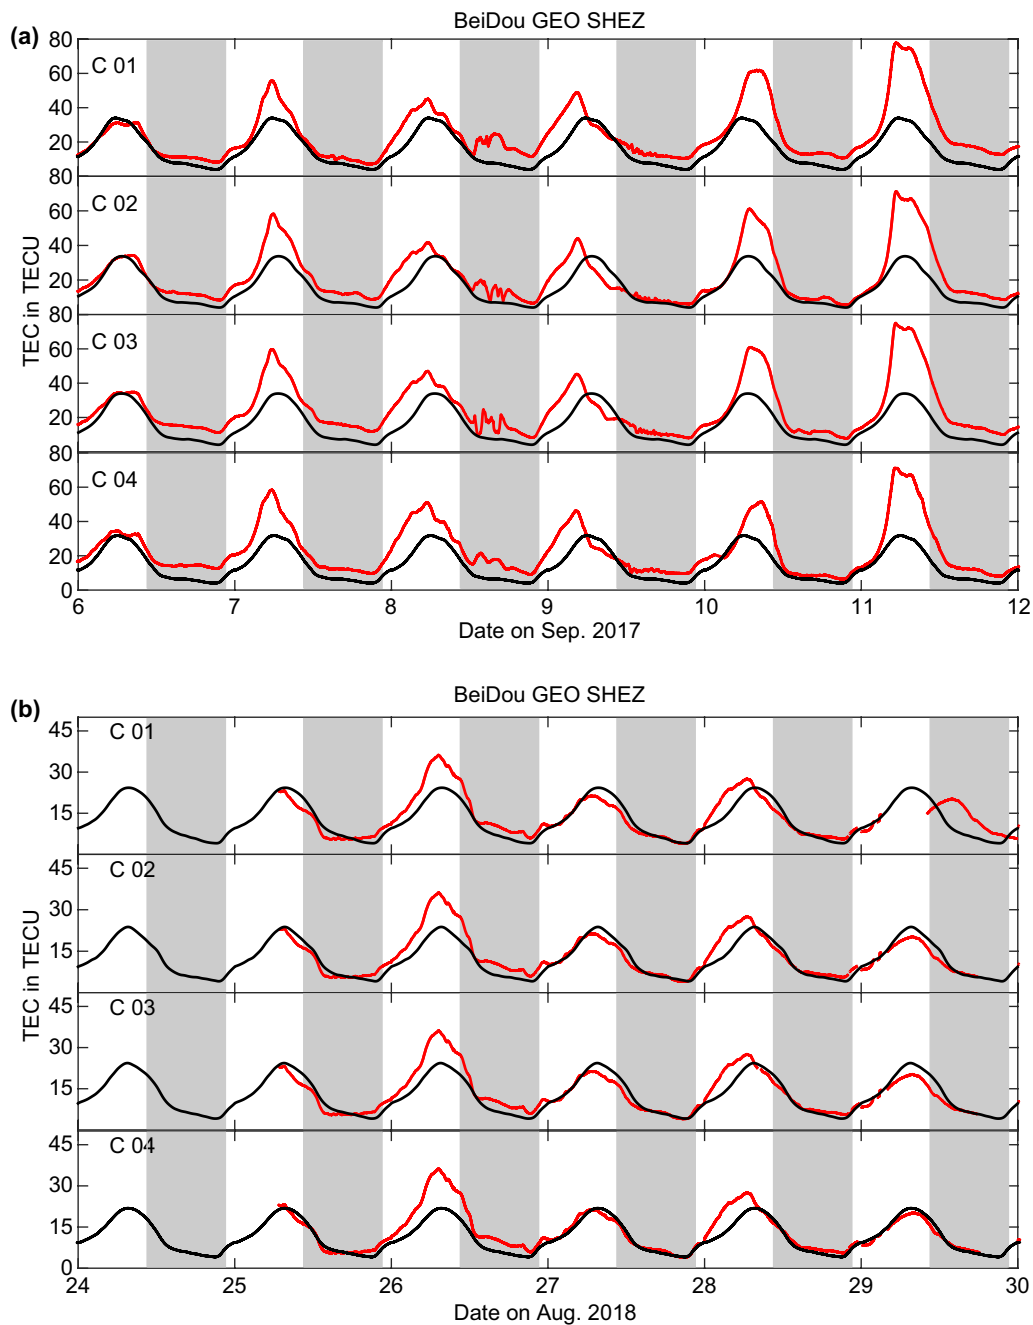 BeiDou GEO SHEZ
(a)
80
C 01
60
40
20
80
C 02
60
40
20
80
C 03
60
40
20
80
C 04
60
40
20
0
TEC in TECU
6 7 8 9 10 11 12
Date on Sep. 2017
BeiDou GEO SHEZ
(b)
45
C 01
30
15
45
C 02
30
15
45
C 03
30
15
45
C 04
30
15
0
TEC in TECU
24 25 26 27 28 29 30
Date on Aug. 2018